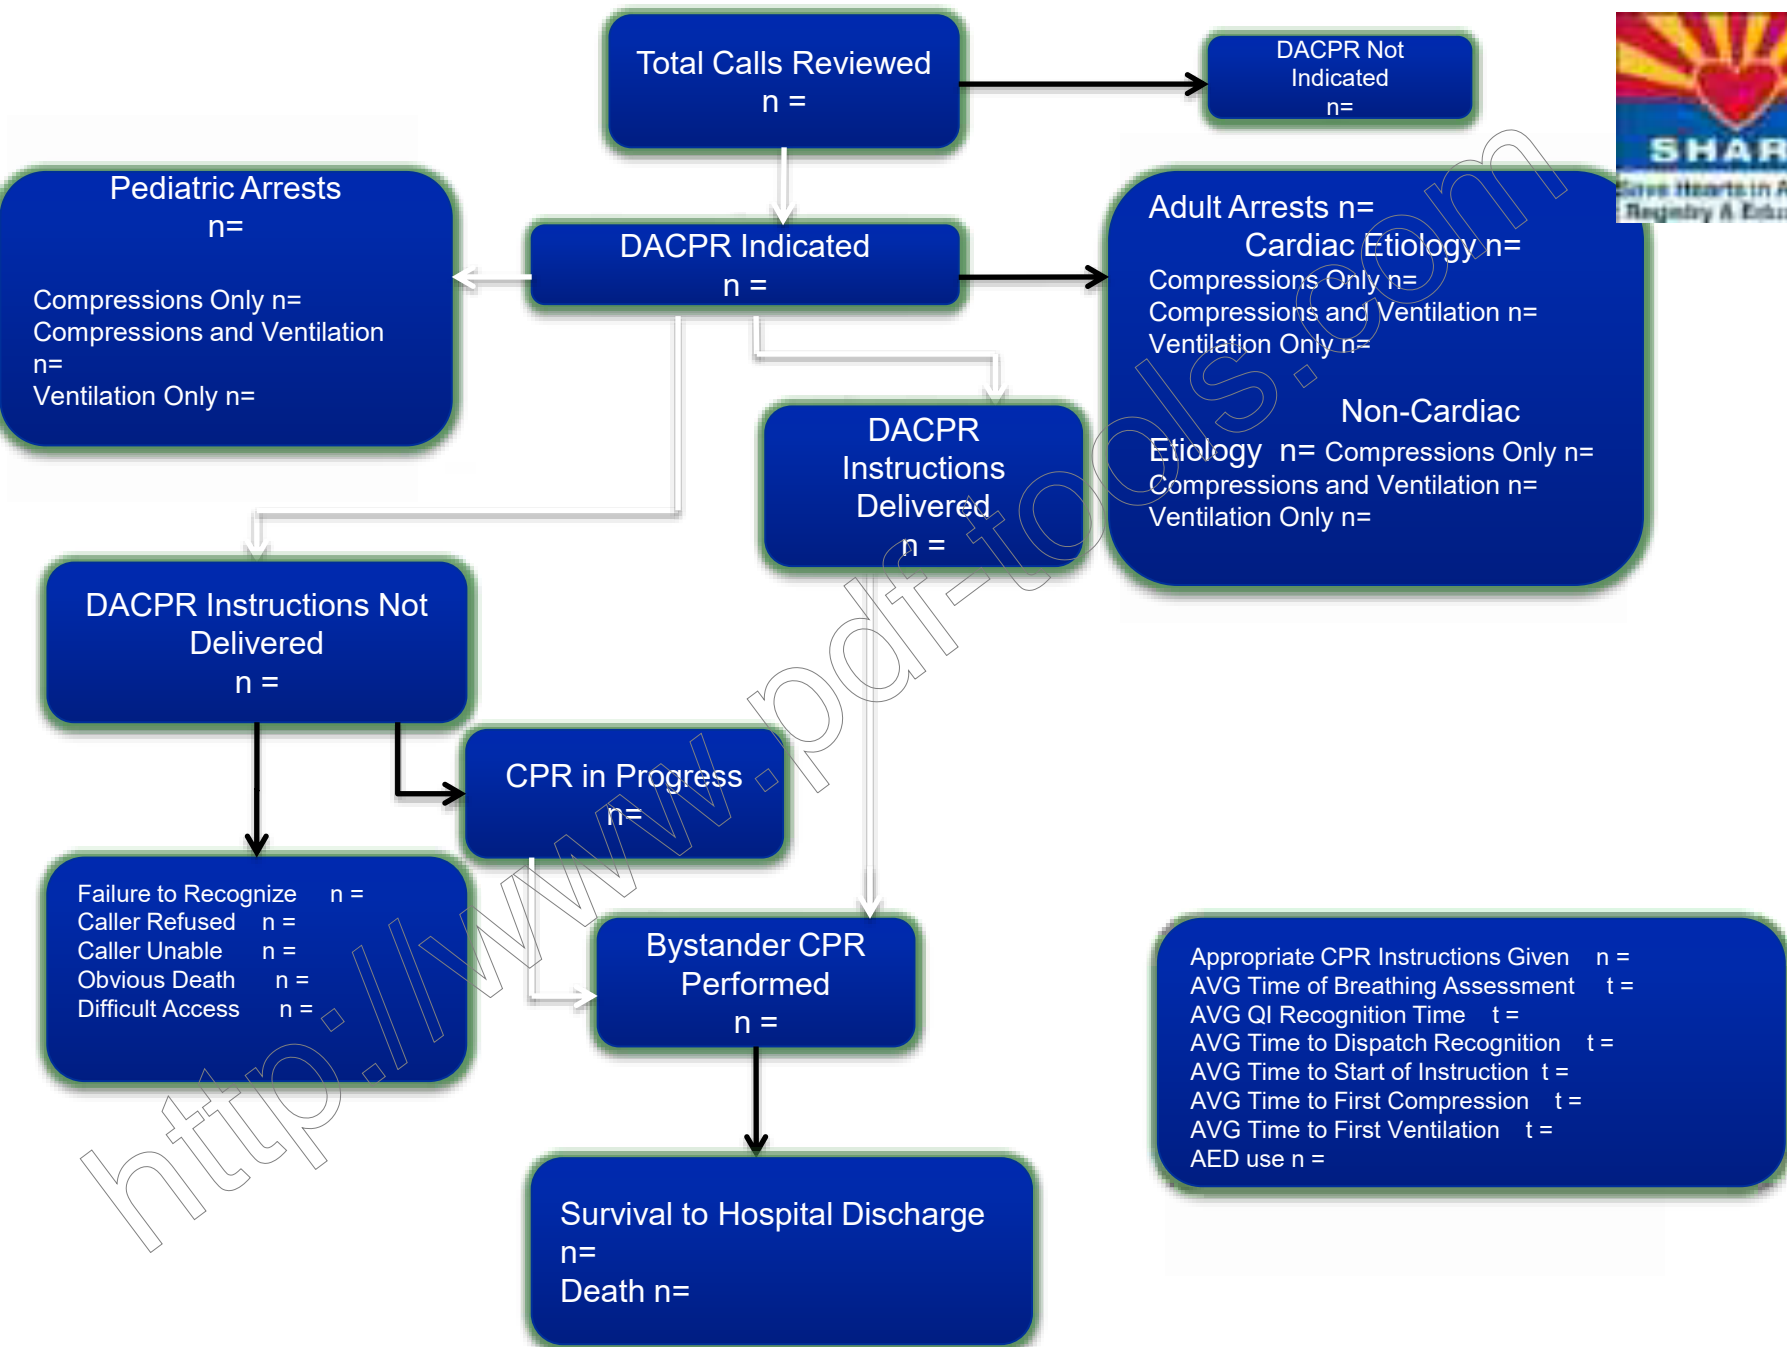 Total Calls Reviewed
n =
DACPR Not
Indicated
n=
SHAR
Save Hearts in A
Registry & Educ
Pediatric Arrests
n=
Compressions Only n=
Compressions and Ventilation
n=
Ventilation Only n=
DACPR Indicated
n =
Adult Arrests n=
Cardiac Etiology n=
Compressions Only n=
Compressions and Ventilation n=
Ventilation Only n=
Non-Cardiac
Etiology n= Compressions Only n=
Compressions and Ventilation n=
Ventilation Only n=
DACPR
Instructions
Delivered
n =
DACPR Instructions Not
Delivered
n =
CPR in Progress
n=
Failure to Recognize n =
Caller Refused n =
Caller Unable n =
Obvious Death n =
Difficult Access n =
Bystander CPR
Performed
n =
Appropriate CPR Instructions Given n =
AVG Time of Breathing Assessment t =
AVG QI Recognition Time t =
AVG Time to Dispatch Recognition t =
AVG Time to Start of Instruction t =
AVG Time to First Compression t =
AVG Time to First Ventilation t =
AED use n =
Survival to Hospital Discharge
n=
Death n=
http://www.pdf-tools.com